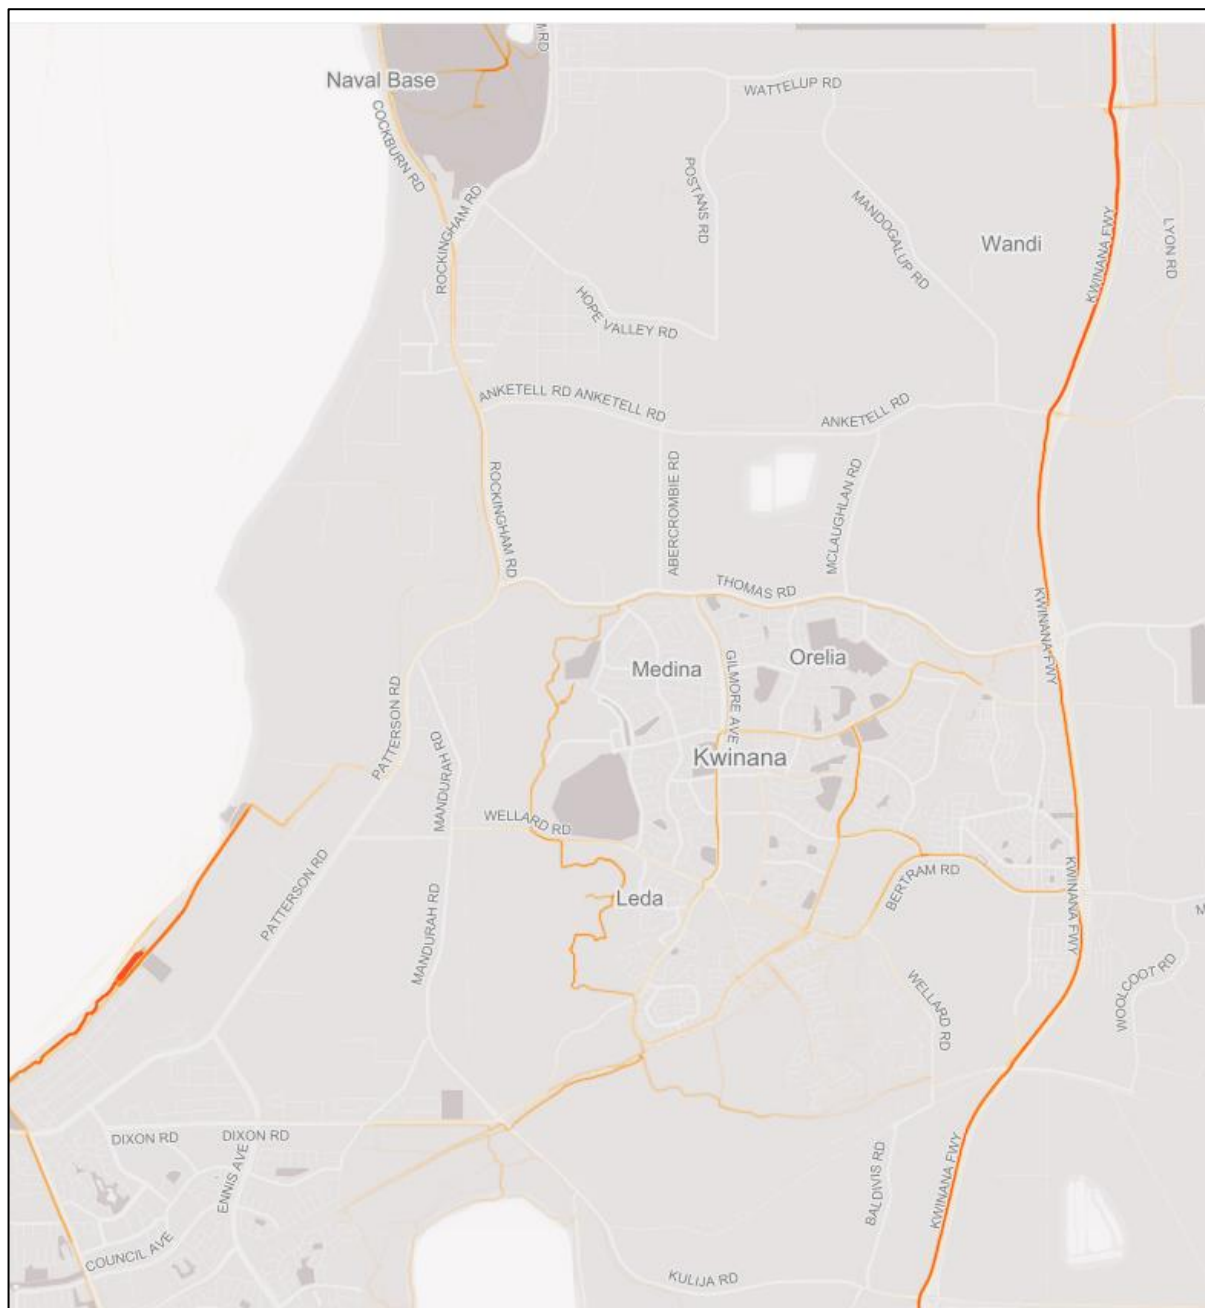 MRD
Naval Base
WATTELUP RD
COCKBURN RD
POSTANS RD
MANDOGALUP RD
ROCKINGHAM RD
Wandi
LYON RD
KWINANA FWY
HOPE VALLEY RD
ANKETELL RD ANKETELL RD
ANKETELL RD
ROCKINGHAM RD
ABERCROMBIE RD
MCLAUGHLAN RD
THOMAS RD
KWINANA FWY
Medina
Orelia
GILMORE AVE
PATTERSON RD
MANDURAH RD
Kwinana
WELLARD RD
PATTERSON RD
BERTRAM RD
KWINANA FWY
Leda
MANDURAH RD
M
WELLARD RD
WOOLCOOT RD
DIXON RD
DIXON RD
ENNIS AVE
BALDIVIS RD
KWINANA FWY
COUNCIL AVE
KULIJA RD